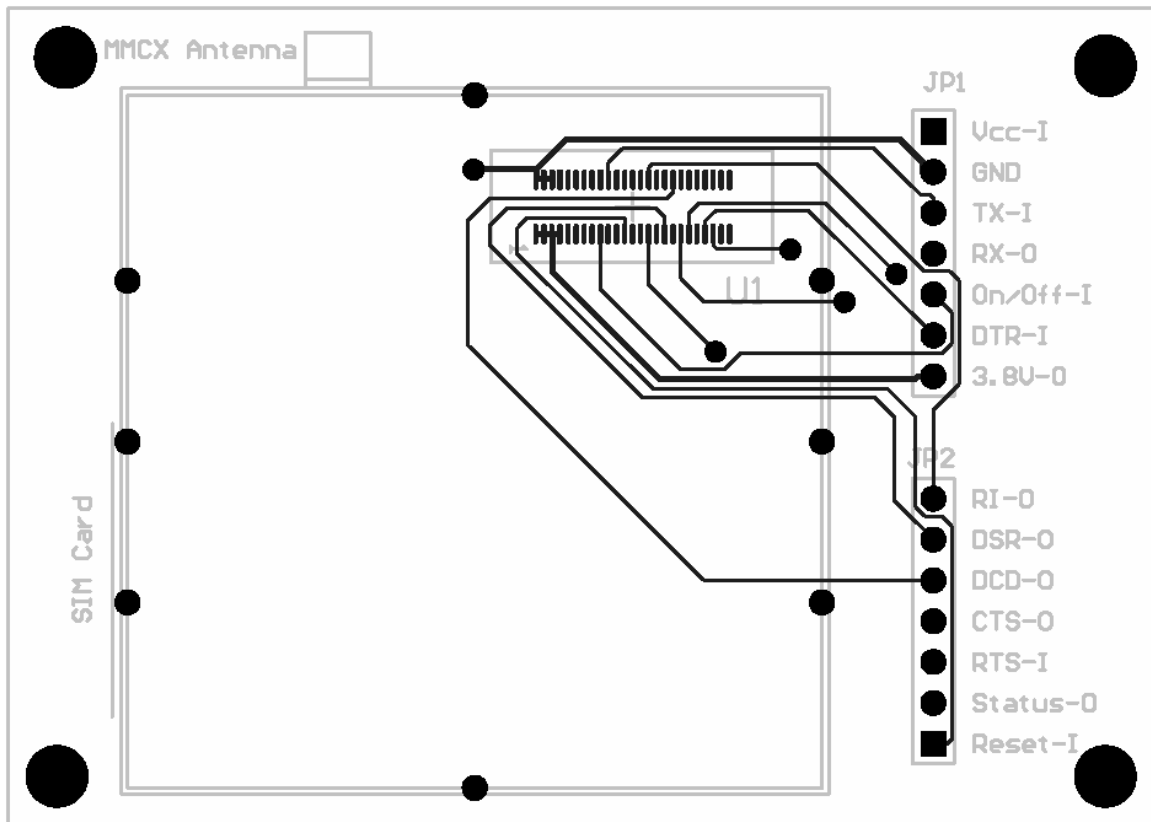 MMCX Antenna
JP1
Vcc-I
GND
TX-I
RX-O
On/Off-I
DTR-I
3.8V-O
U1
JP2
RI-O
DSR-O
DCD-O
CTS-O
RTS-I
Status-O
Reset-I
SIM Card